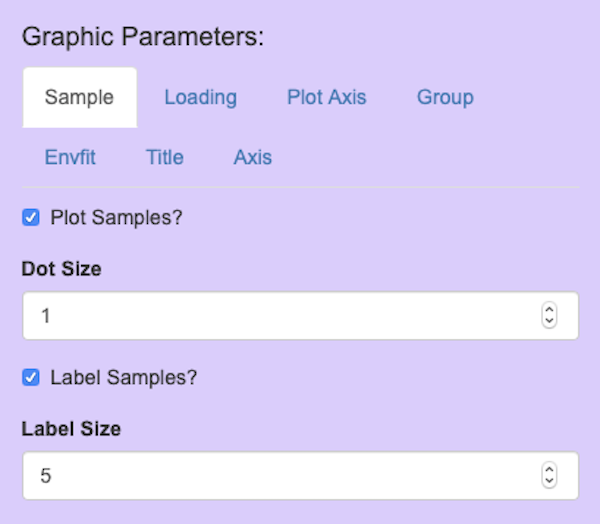 Graphic Parameters:
Sample Loading Plot Axis Group
Envfit Title Axis
Plot Samples?
Dot Size
1
Label Samples?
Label Size
5